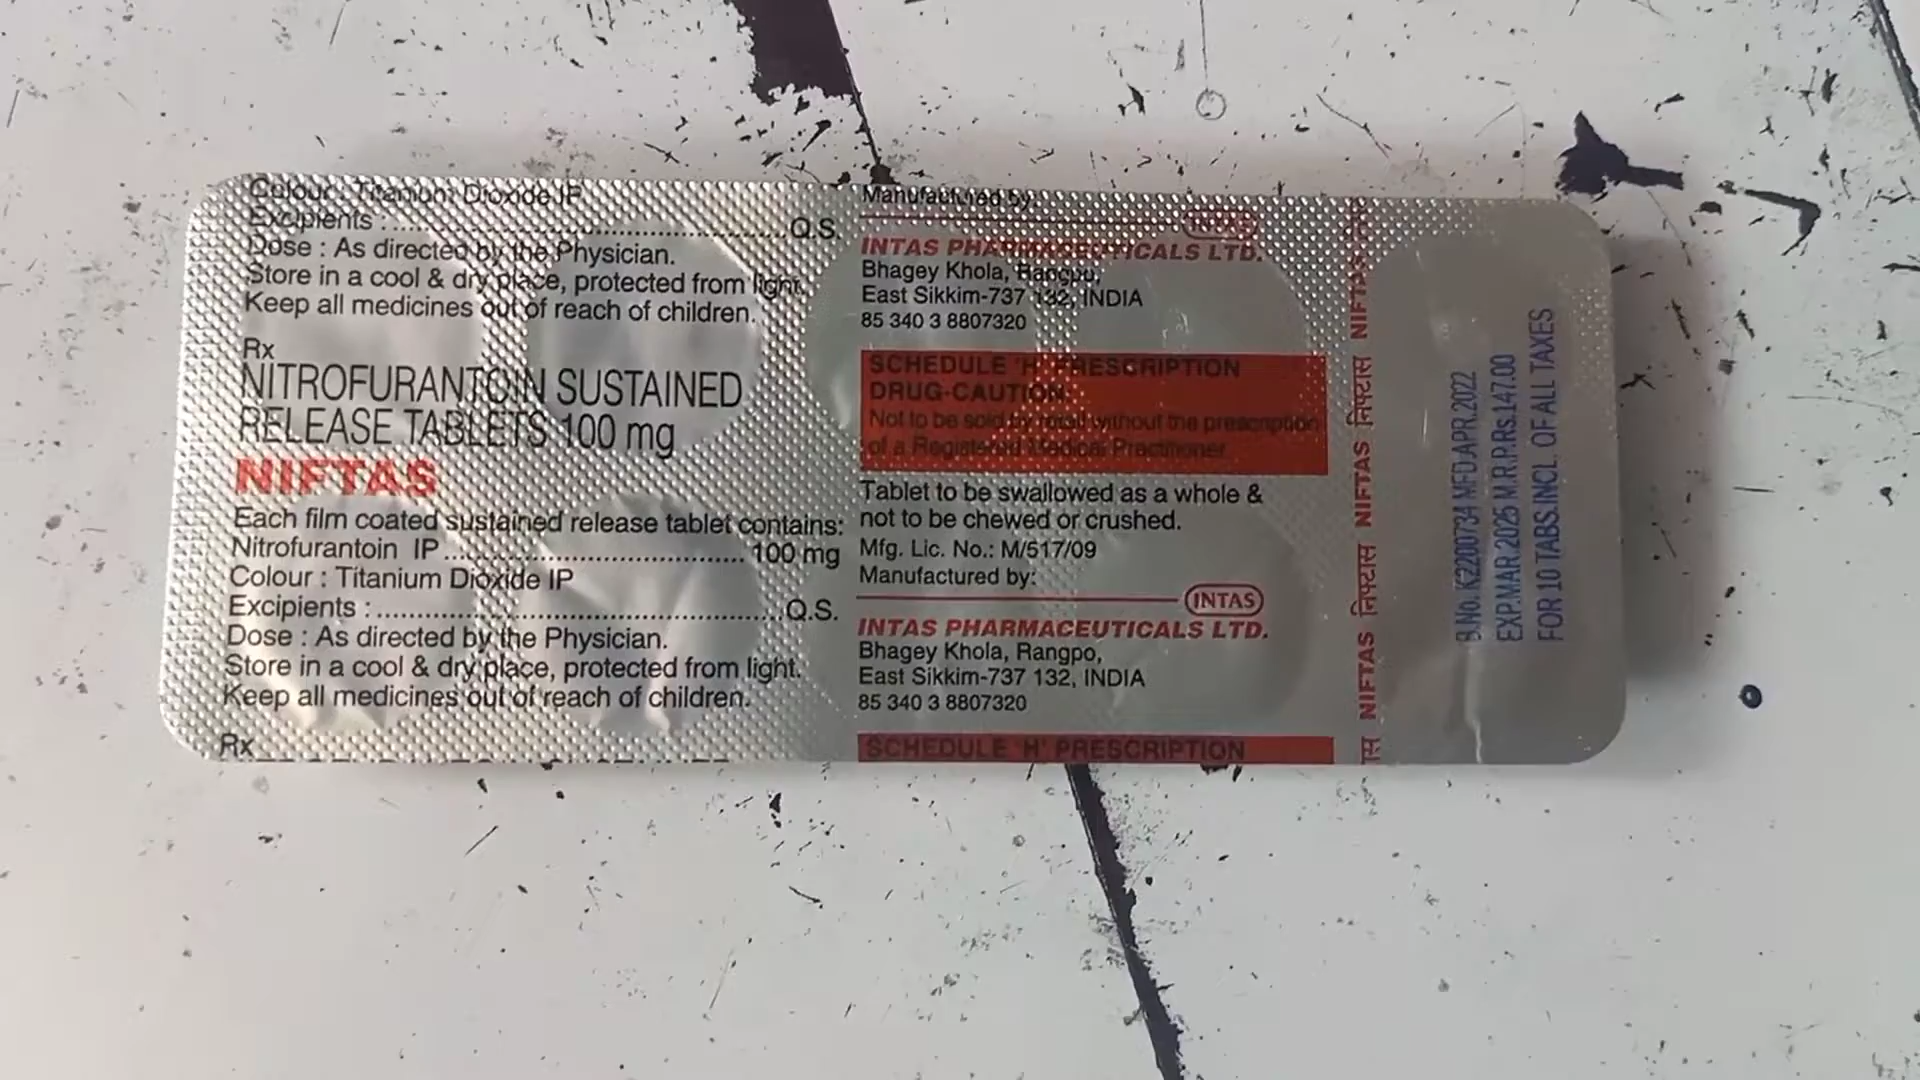 Colour : Titanium Dioxide IP
Excipients :..............................Q.S.
Dose : As directed by the Physician.
Store in a cool & dry place, protected from light.
Keep all medicines out of reach of children.
Rx
NITROFURANTOIN SUSTAINED
RELEASE TABLETS 100 mg
NIFTAS
Each film coated sustained release tablet contains:
Nitrofurantoin IP.............................. 100 mg
Colour : Titanium Dioxide IP
Excipients :..............................Q.S.
Dose : As directed by the Physician.
Store in a cool & dry place, protected from light.
Keep all medicines out of reach of children.
Rx
Manufactured by:
INTAS
INTAS PHARMACEUTICALS LTD.
Bhagey Khola, Rangpo,
East Sikkim-737 132, INDIA
85 340 3 8807320
SCHEDULE 'H' PRESCRIPTION
DRUG-CAUTION:
Not to be sold by retail without the prescription
of a Registered Medical Practitioner
Tablet to be swallowed as a whole &
not to be chewed or crushed.
Mfg. Lic. No.: M/517/09
Manufactured by:
INTAS
INTAS PHARMACEUTICALS LTD.
Bhagey Khola, Rangpo,
East Sikkim-737 132, INDIA
85 340 3 8807320
SCHEDULE 'H' PRESCRIPTION
NIFTAS निफ्टास NIFTAS निफ्टास NIFTAS
B.No. K2200734 MFD.APR.2022
EXP.MAR.2025 M.R.P.Rs.147.00
FOR 10 TABS.INCL. OF ALL TAXES